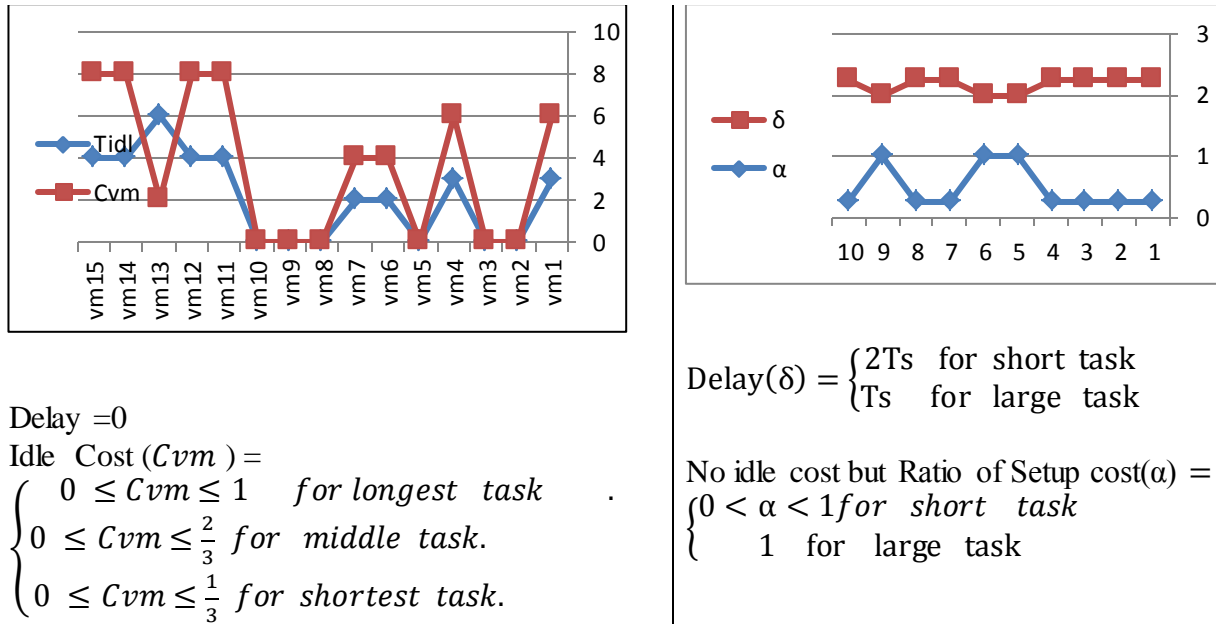 10
8
6
4
2
0
Tidl
Cvm
vm15 vm14 vm13 vm12 vm11 vm10 vm9 vm8 vm7 vm6 vm5 vm4 vm3 vm2 vm1
Delay =0
Idle Cost (Cvm ) =
0 ≤ Cvm ≤ 1 for longest task .
0 ≤ Cvm ≤ 2/3 for middle task.
0 ≤ Cvm ≤ 1/3 for shortest task.
3
2
1
0
δ
α
10 9 8 7 6 5 4 3 2 1
Delay(δ) = {2Ts for short task
Ts for large task
No idle cost but Ratio of Setup cost(α) =
{0 < α < 1 for short task
1 for large task